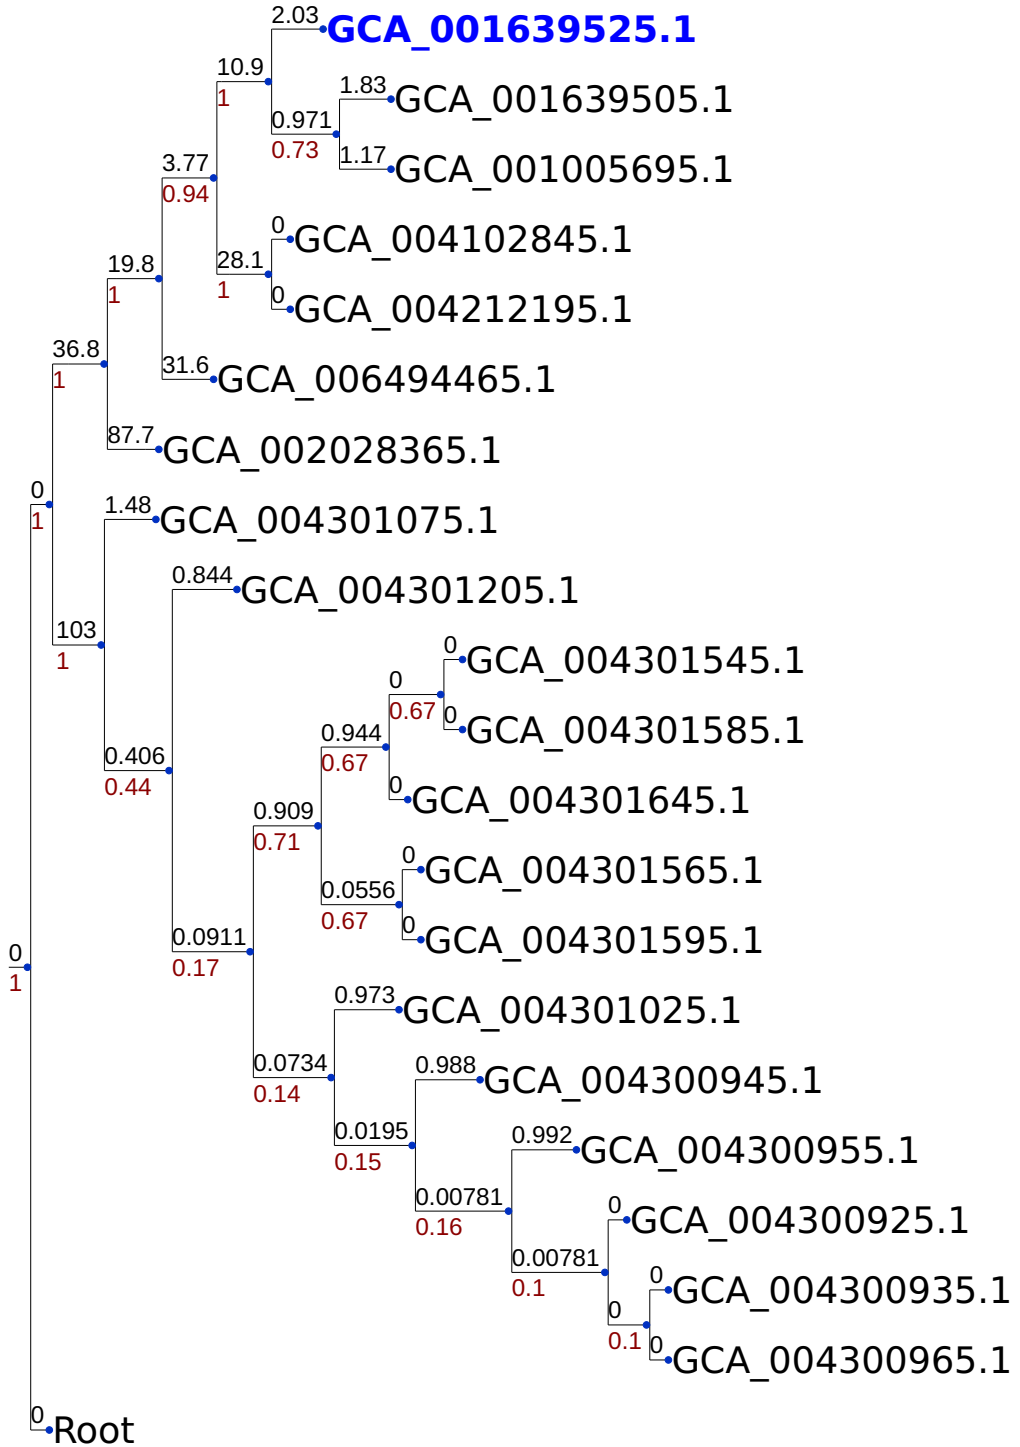 2.03
GCA_001639525.1
10.9
1
1.83
GCA_001639505.1
0.971
0.73
1.17
GCA_001005695.1
3.77
0.94
0
GCA_004102845.1
28.1
1
0
GCA_004212195.1
19.8
1
31.6
GCA_006494465.1
36.8
1
87.7
GCA_002028365.1
0
1
1.48
GCA_004301075.1
0.844
GCA_004301205.1
103
1
0
GCA_004301545.1
0
0.67
0
GCA_004301585.1
0.944
0.67
0.406
0.44
0
GCA_004301645.1
0.909
0.71
0
GCA_004301565.1
0.0556
0.67
0
GCA_004301595.1
0.0911
0.17
0
1
0.973
GCA_004301025.1
0.0734
0.14
0.988
GCA_004300945.1
0.0195
0.15
0.992
GCA_004300955.1
0.00781
0.16
0
GCA_004300925.1
0.00781
0.1
0
GCA_004300935.1
0
0.1
0
GCA_004300965.1
0
Root